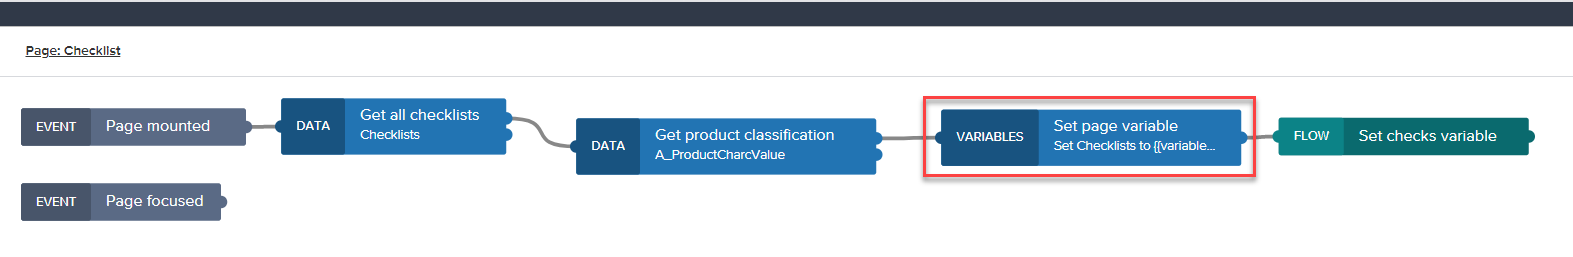 Page: Checklist
EVENT
Page mounted
DATA
Get all checklists
Checklists
DATA
Get product classification
A_ProductCharcValue
VARIABLES
Set page variable
Set Checklists to {{variable...
FLOW
Set checks variable
EVENT
Page focused